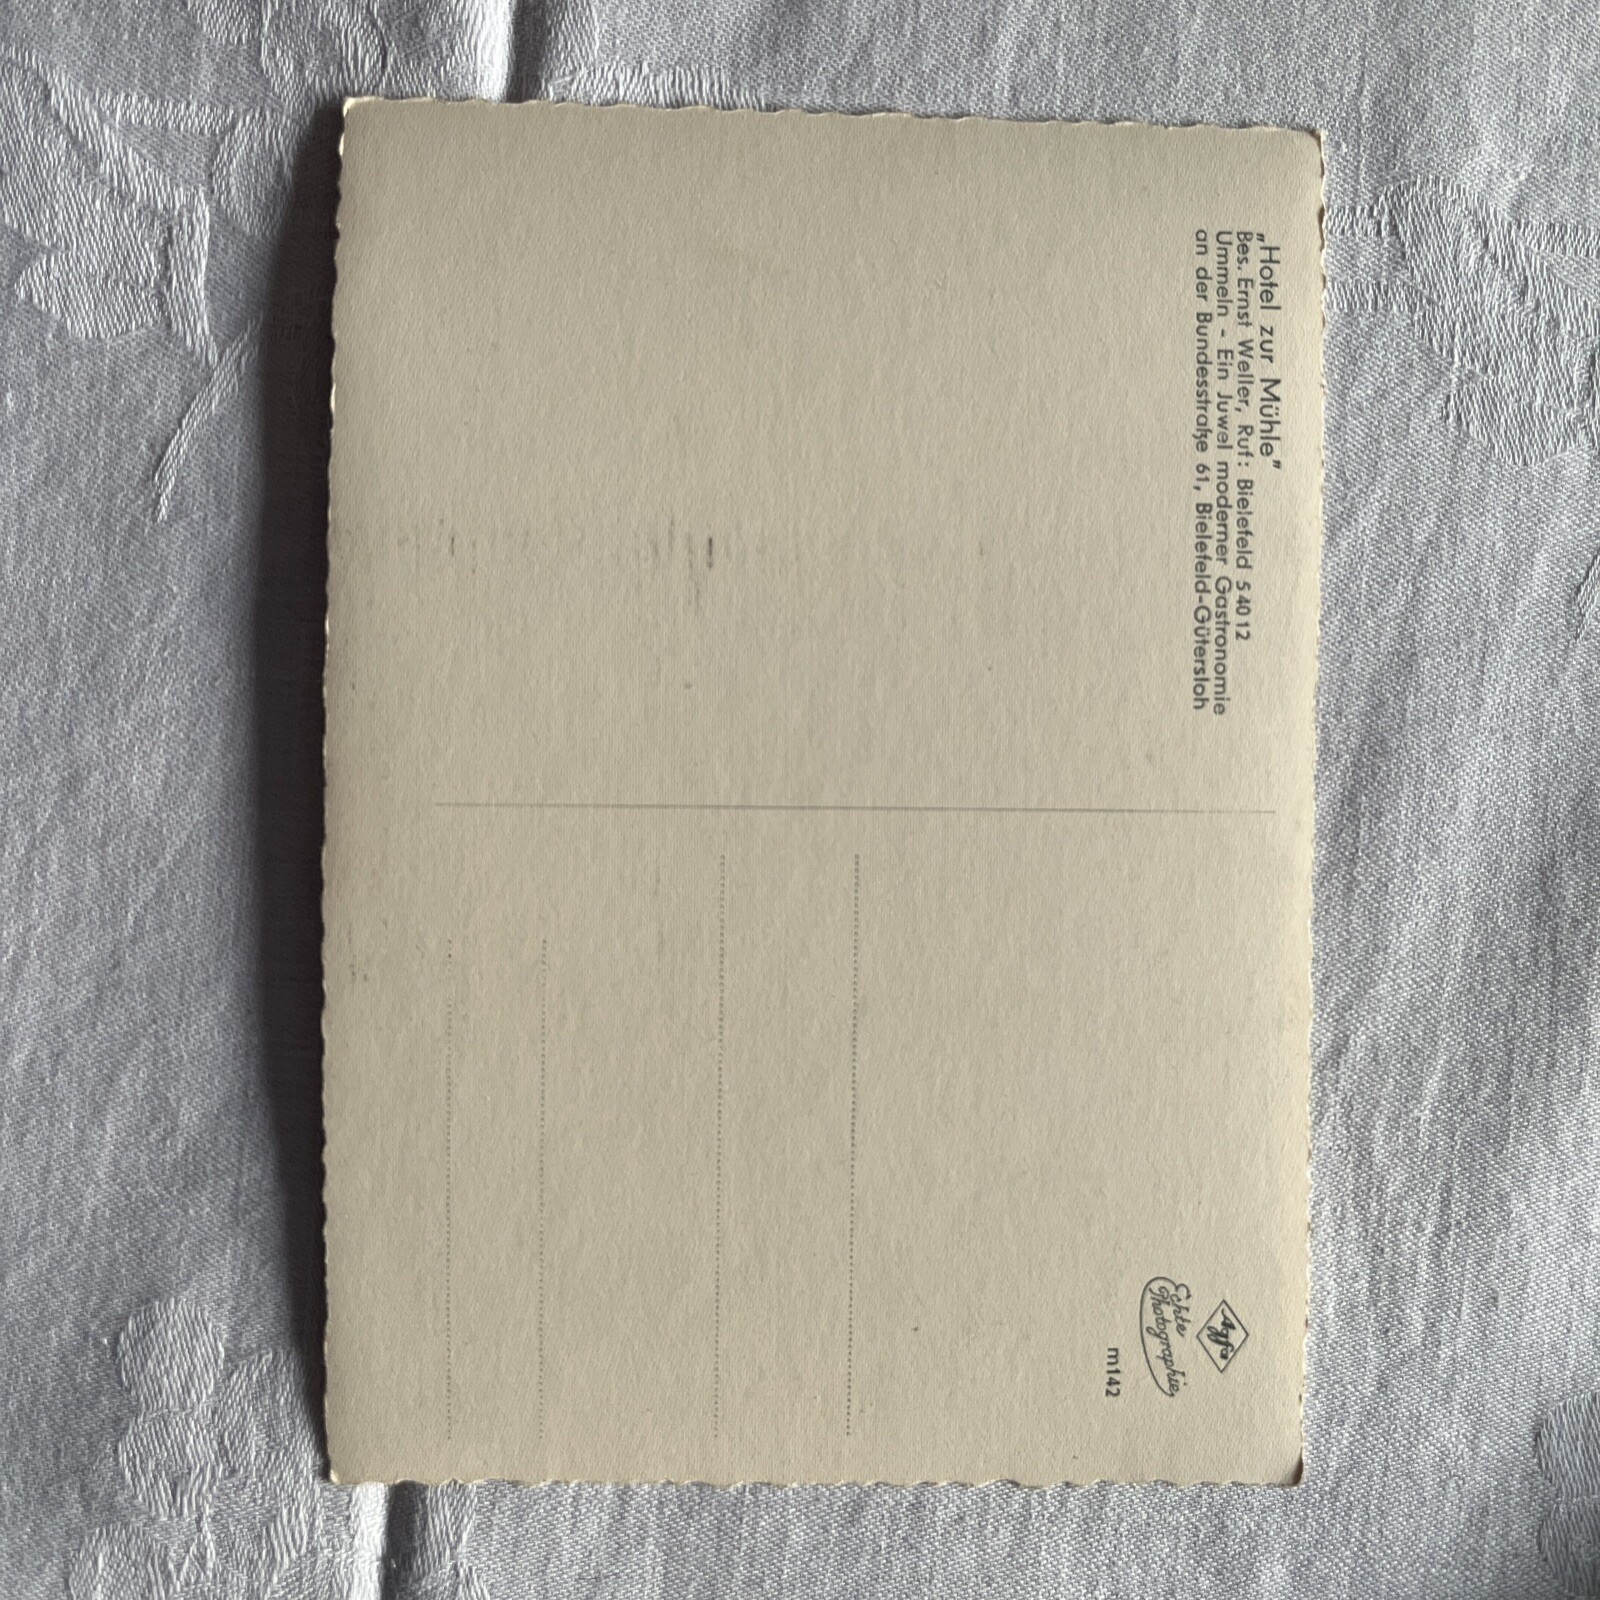 „Hotel zur Mühle”
Bes. Ernst Weller, Ruf: Bielefeld 5 40 12
Ummeln - Ein Juwel moderner Gastronomie
an der Bundesstraße 61, Bielefeld-Gütersloh
Agfa
Echte
Photographie
m142